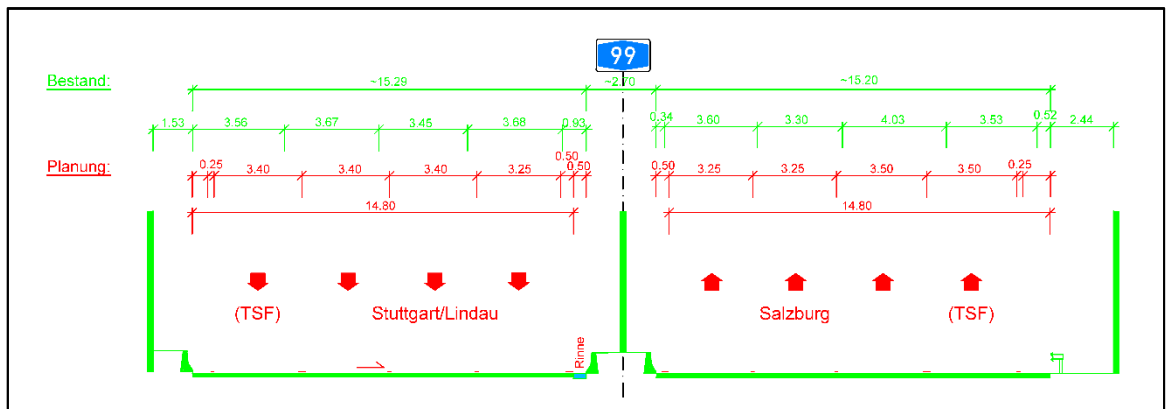 99
Bestand:
~15.29 ~2.70 ~15.20
1.53 3.56 3.67 3.45 3.68 0.93 0.34 3.60 3.30 4.03 3.53 0.52 2.44
Planung:
0.25 3.40 3.40 3.40 3.25 0.50 0.50 0.50 3.25 3.25 3.50 3.50 0.25
14.80 14.80
(TSF) Stuttgart/Lindau Salzburg (TSF)
Rinne